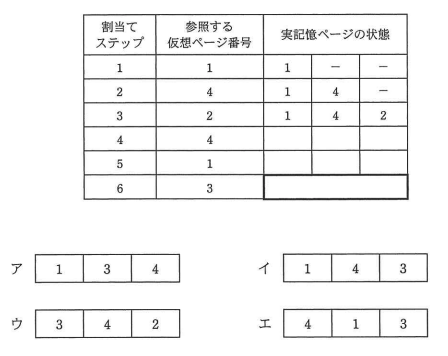 割当てステップ 参照する仮想ページ番号 実記憶ページの状態
1 1 1 － －
2 4 1 4 －
3 2 1 4 2
4 4
5 1
6 3
ア 1 3 4 イ 1 4 3
ウ 3 4 2 エ 4 1 3